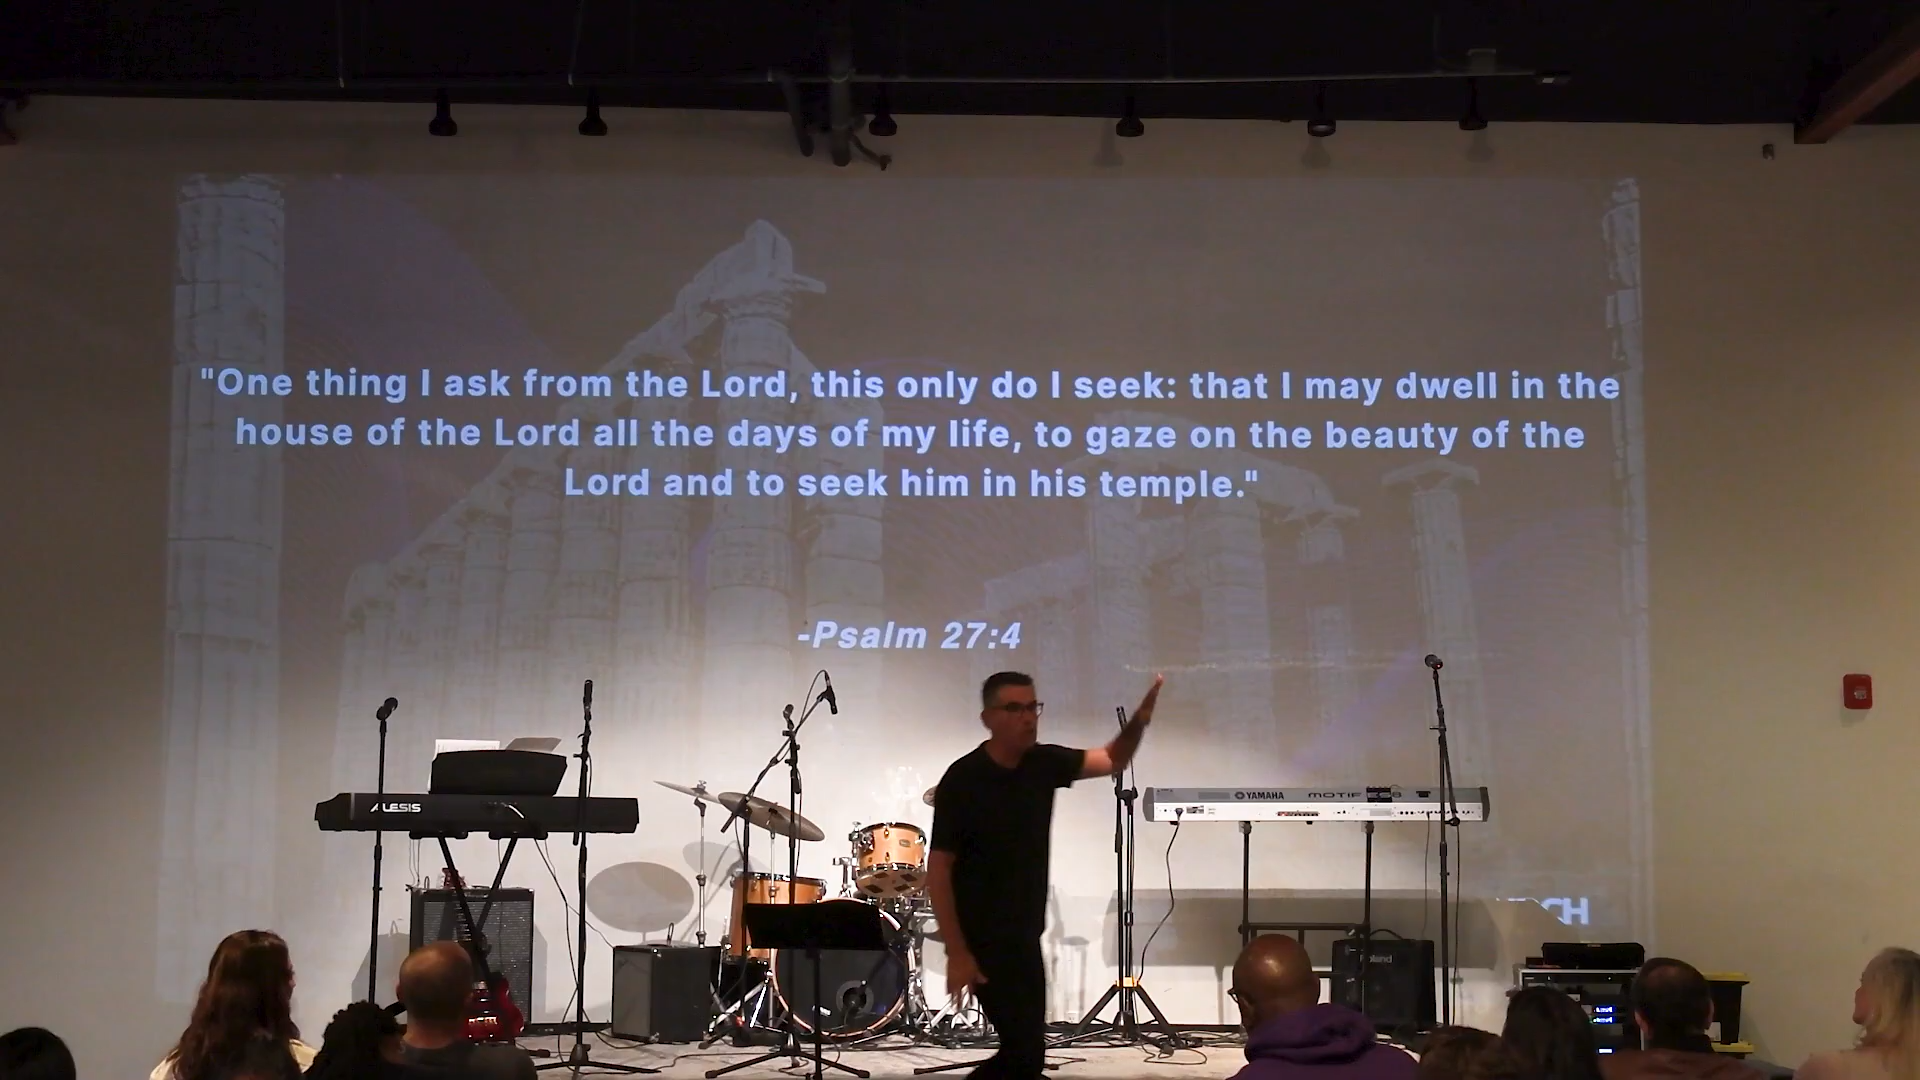 "One thing I ask from the Lord, this only do I seek: that I may dwell in the
house of the Lord all the days of my life, to gaze on the beauty of the
Lord and to seek him in his temple."
-Psalm 27:4
ALESIS
YAMAHA MOTIF ES8
Roland